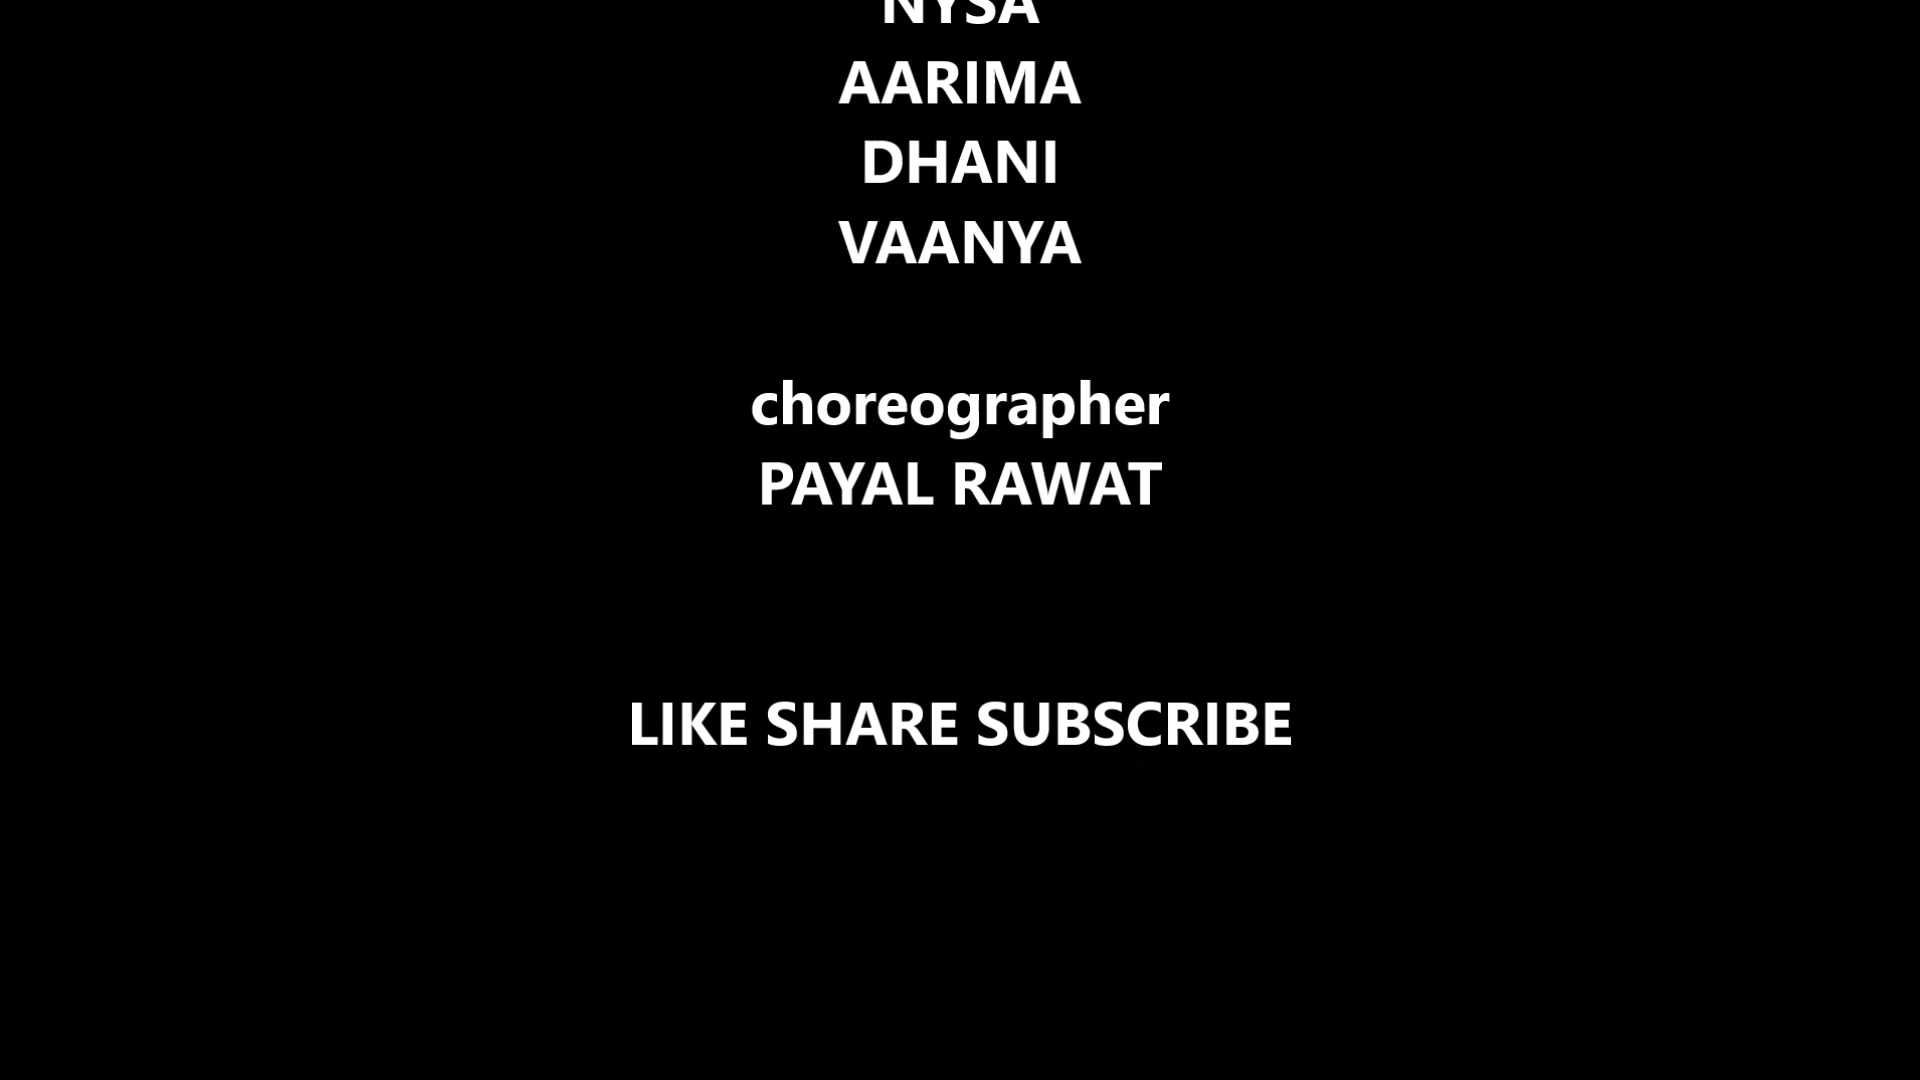 NYSA
AARIMA
DHANI
VAANYA
choreographer
PAYAL RAWAT
LIKE SHARE SUBSCRIBE